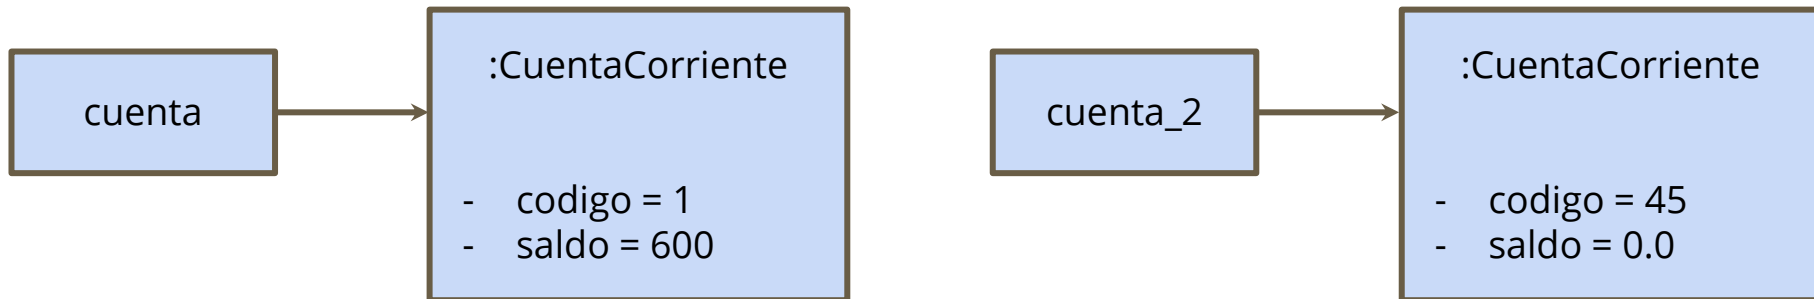 cuenta
:CuentaCorriente
- codigo = 1
- saldo = 600
cuenta_2
:CuentaCorriente
- codigo = 45
- saldo = 0.0